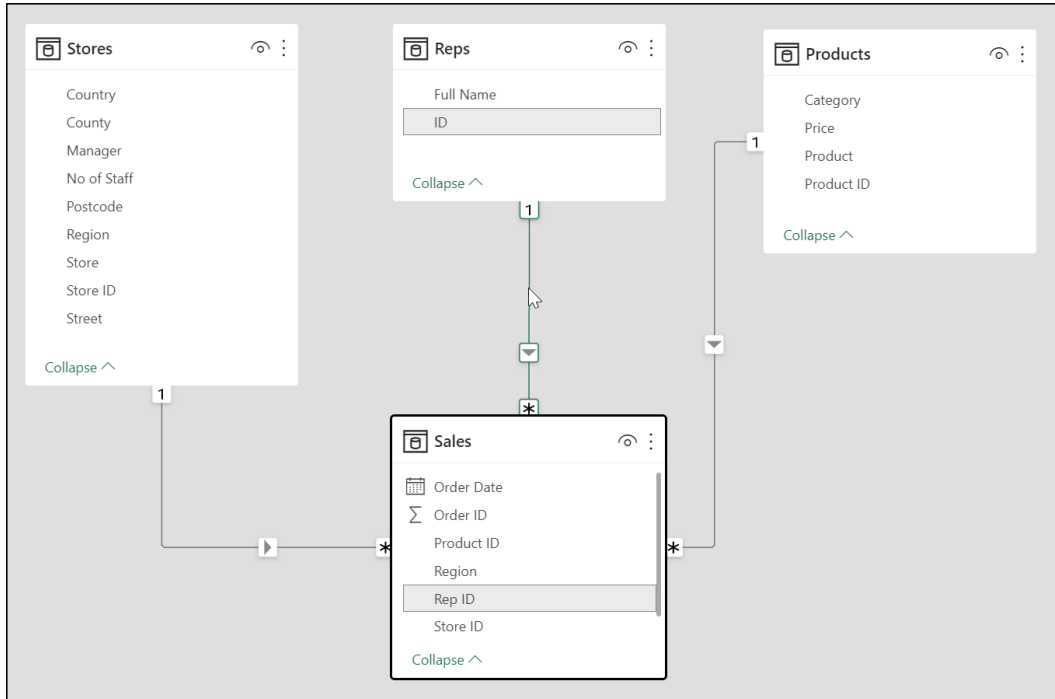 Stores
Country
County
Manager
No of Staff
Postcode
Region
Store
Store ID
Street
Collapse
1
Reps
Full Name
ID
Collapse
1
*
Products
Category
Price
Product
Product ID
Collapse
1
Sales
Order Date
Σ Order ID
Product ID
Region
Rep ID
Store ID
Collapse
*
*